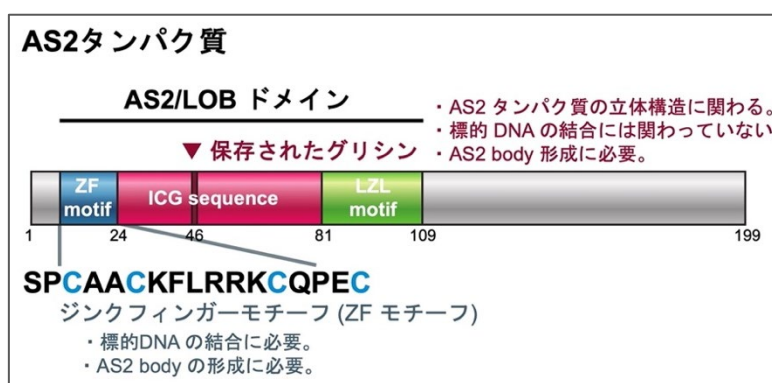 AS2タンパク質
AS2/LOB ドメイン
・AS2 タンパク質の立体構造に関わる。
・標的 DNA の結合には関わっていない
・AS2 body 形成に必要。
▼ 保存されたグリシン
ZF motif
ICG sequence
LZL motif
1 24 46 81 109 199
SPCAACKFLRRKCQPEC
ジンクフィンガーモチーフ (ZF モチーフ)
・標的DNA の結合に必要。
・AS2 body の形成に必要。